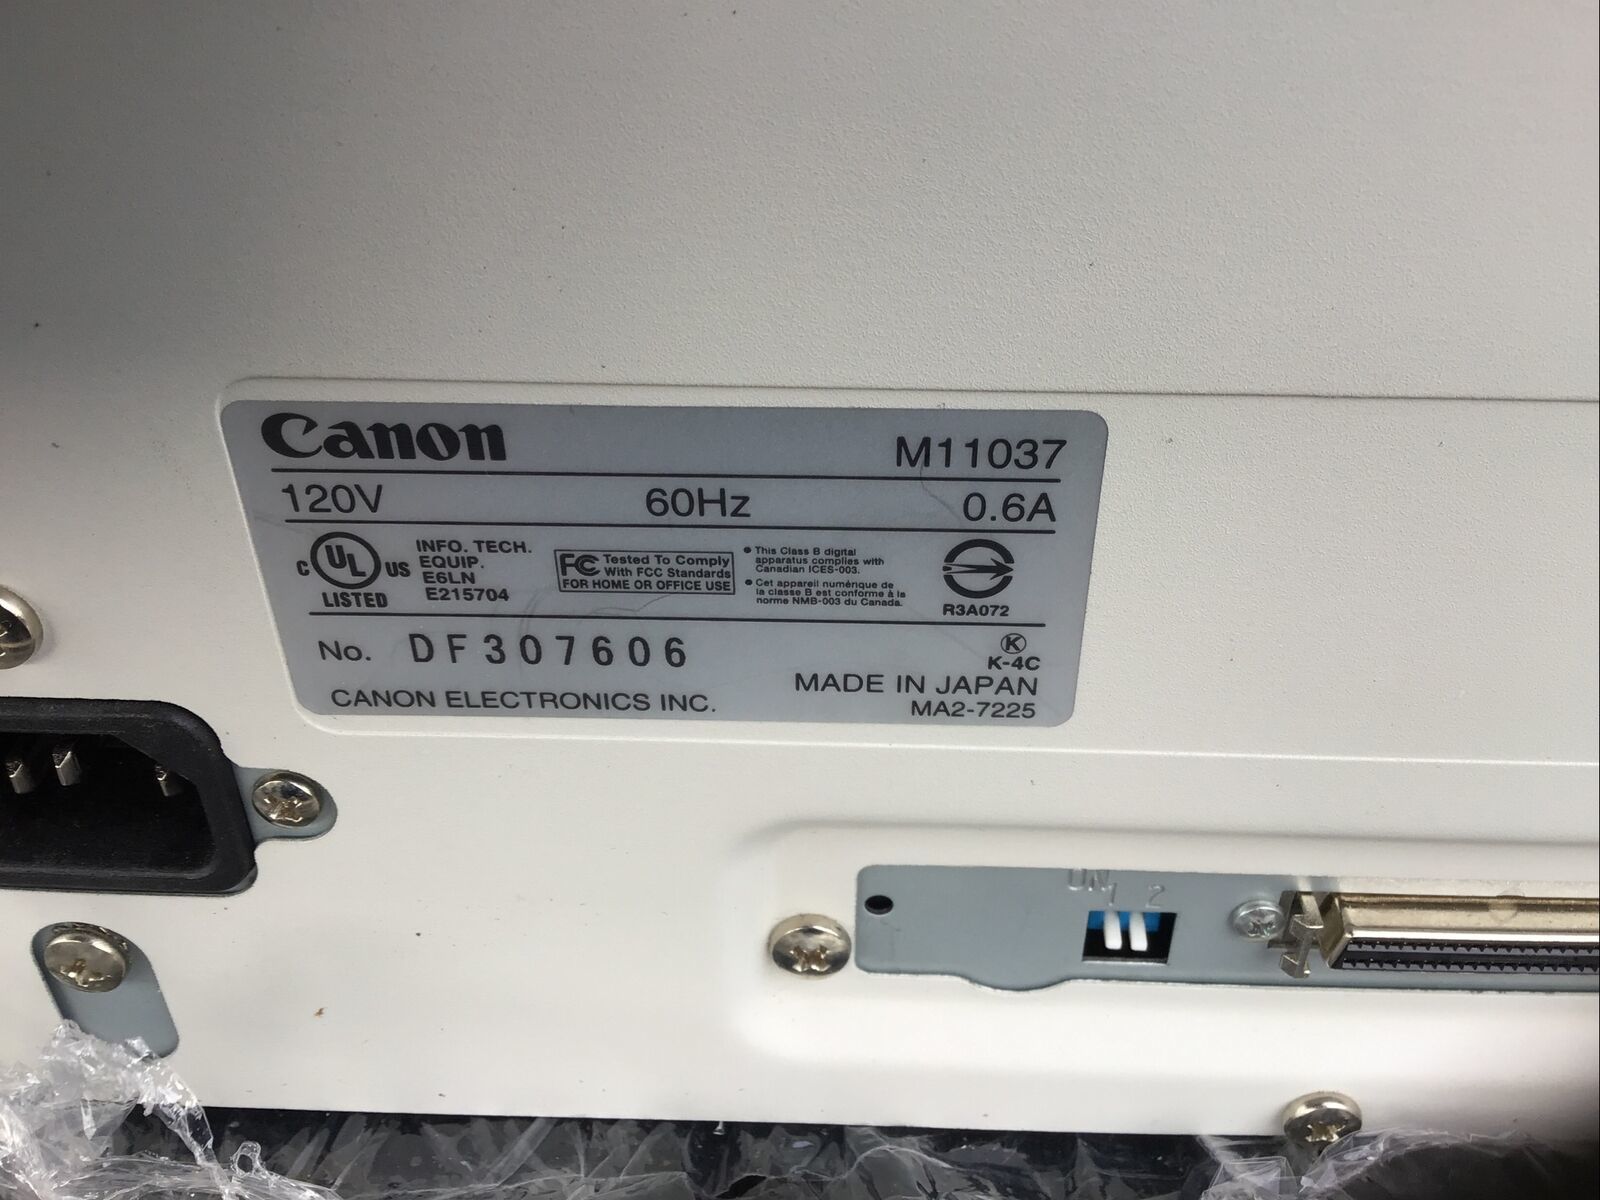 Canon M11037
120V 60Hz 0.6A
C UL US
LISTED
INFO. TECH.
EQUIP.
E6LN
E215704
FC Tested To Comply
With FCC Standards
FOR HOME OR OFFICE USE
• This Class B digital
apparatus complies with
Canadian ICES-003.
• Cet appareil numérique de
la classe B est conforme à la
norme NMB-003 du Canada.
R3A072
No. DF307606
K
K-4C
CANON ELECTRONICS INC.
MADE IN JAPAN
MA2-7225
ON
1 2